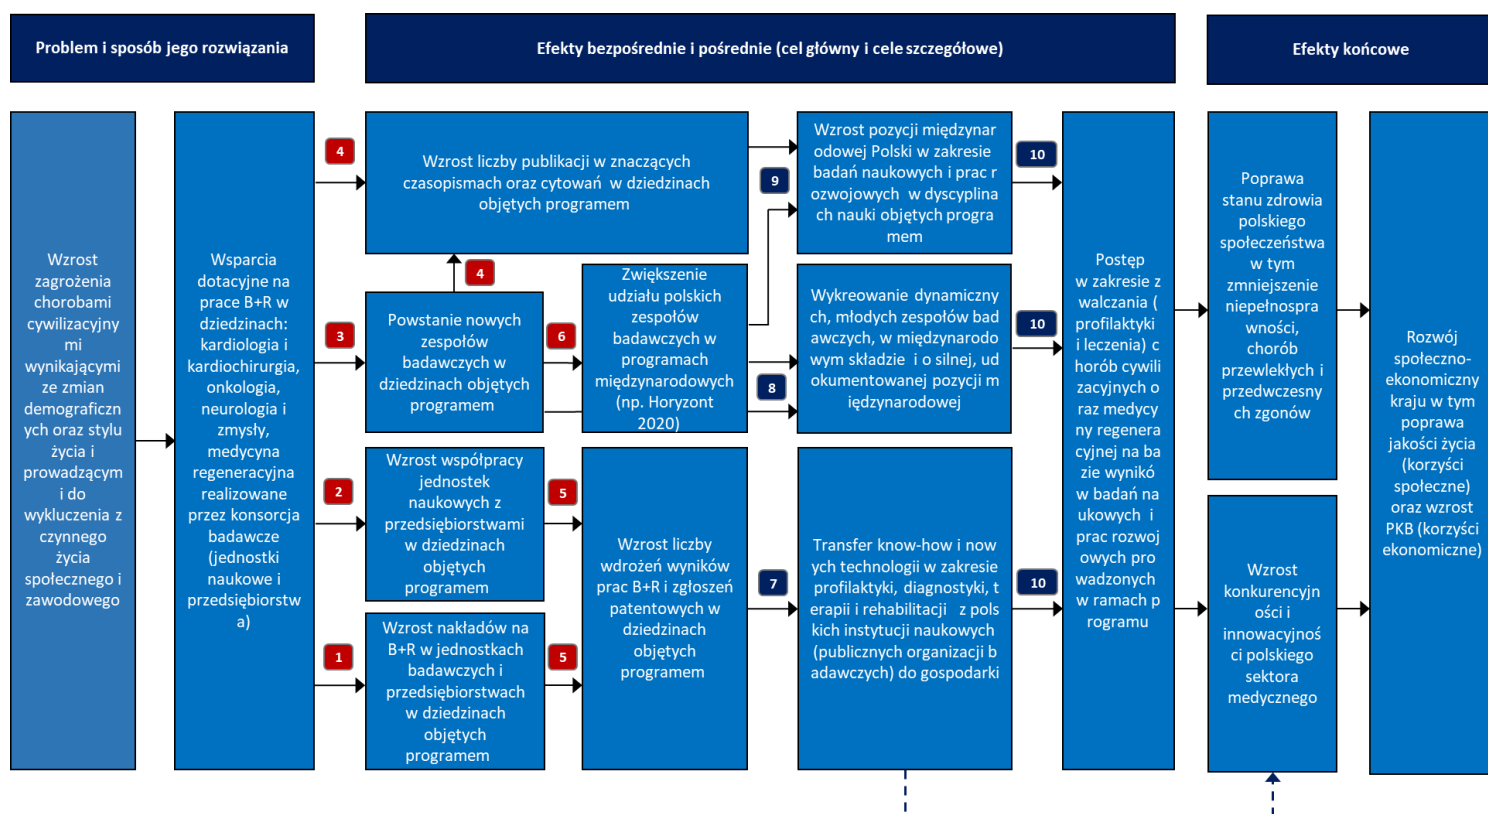 Problem i sposób jego rozwiązania
Efekty bezpośrednie i pośrednie (cel główny i cele szczegółowe)
Efekty końcowe
Wzrost
zagrożenia
chorobami
cywilizacyjny
mi
wynikającymi
ze zmian
demograficzn
ych oraz stylu
życia i
prowadzącym
i do
wykluczenia z
czynnego
życia
społecznego i
zawodowego
Wsparcia
dotacyjne na
prace B+R w
dziedzinach:
kardiologia i
kardiochirurgia,
onkologia,
neurologia i
zmysły,
medycyna
regeneracyjna
realizowane
przez konsorcja
badawcze
(jednostki
naukowe i
przedsiębiorstw
a)
4
3
2
1
Wzrost liczby publikacji w znaczących
czasopismach oraz cytowań w dziedzinach
objętych programem
4
Powstanie nowych
zespołów
badawczych w
dziedzinach objętych
programem
6
Zwiększenie
udziału polskich
zespołów
badawczych w
programach
międzynarodowych
(np. Horyzont
2020)
Wzrost współpracy
jednostek
naukowych z
przedsiębiorstwami
w dziedzinach
objętych
programem
5
Wzrost nakładów na
B+R w jednostkach
badawczych i
przedsiębiorstwach
w dziedzinach
objętych
programem
5
Wzrost liczby
wdrożeń wyników
prac B+R i zgłoszeń
patentowych w
dziedzinach
objętych
programem
9
8
7
Wzrost pozycji międzynar
odowej Polski w zakresie
badań naukowych i prac r
ozwojowych w dyscyplina
ch nauki objętych progra
mem
Wykreowanie dynamiczny
ch, młodych zespołów bad
awczych, w międzynarodo
wym składzie i o silnej, ud
okumentowanej pozycji m
iędzynarodowej
Transfer know-how i now
ych technologii w zakresie
profilaktyki, diagnostyki, t
erapii i rehabilitacji z pols
kich instytucji naukowych
(publicznych organizacji b
adawczych) do gospodarki
10
10
10
Postęp
w zakresie z
walczania (
profilaktyki
i leczenia) c
horób cywili
zacyjnych o
raz medycy
ny regenera
cyjnej na ba
zie wynikó
w badań na
ukowych i
prac rozwoj
owych pro
wadzonych
w ramach p
rogramu
Poprawa
stanu zdrowia
polskiego
społeczeństwa
w tym
zmniejszenie
niepełnospra
wności,
chorób
przewlekłych i
przedwczesny
ch zgonów
Wzrost
konkurencyjn
ości i
innowacyjnoś
ci polskiego
sektora
medycznego
Rozwój
społeczno-
ekonomiczny
kraju w tym
poprawa
jakości życia
(korzyści
społeczne)
oraz wzrost
PKB (korzyści
ekonomiczne)